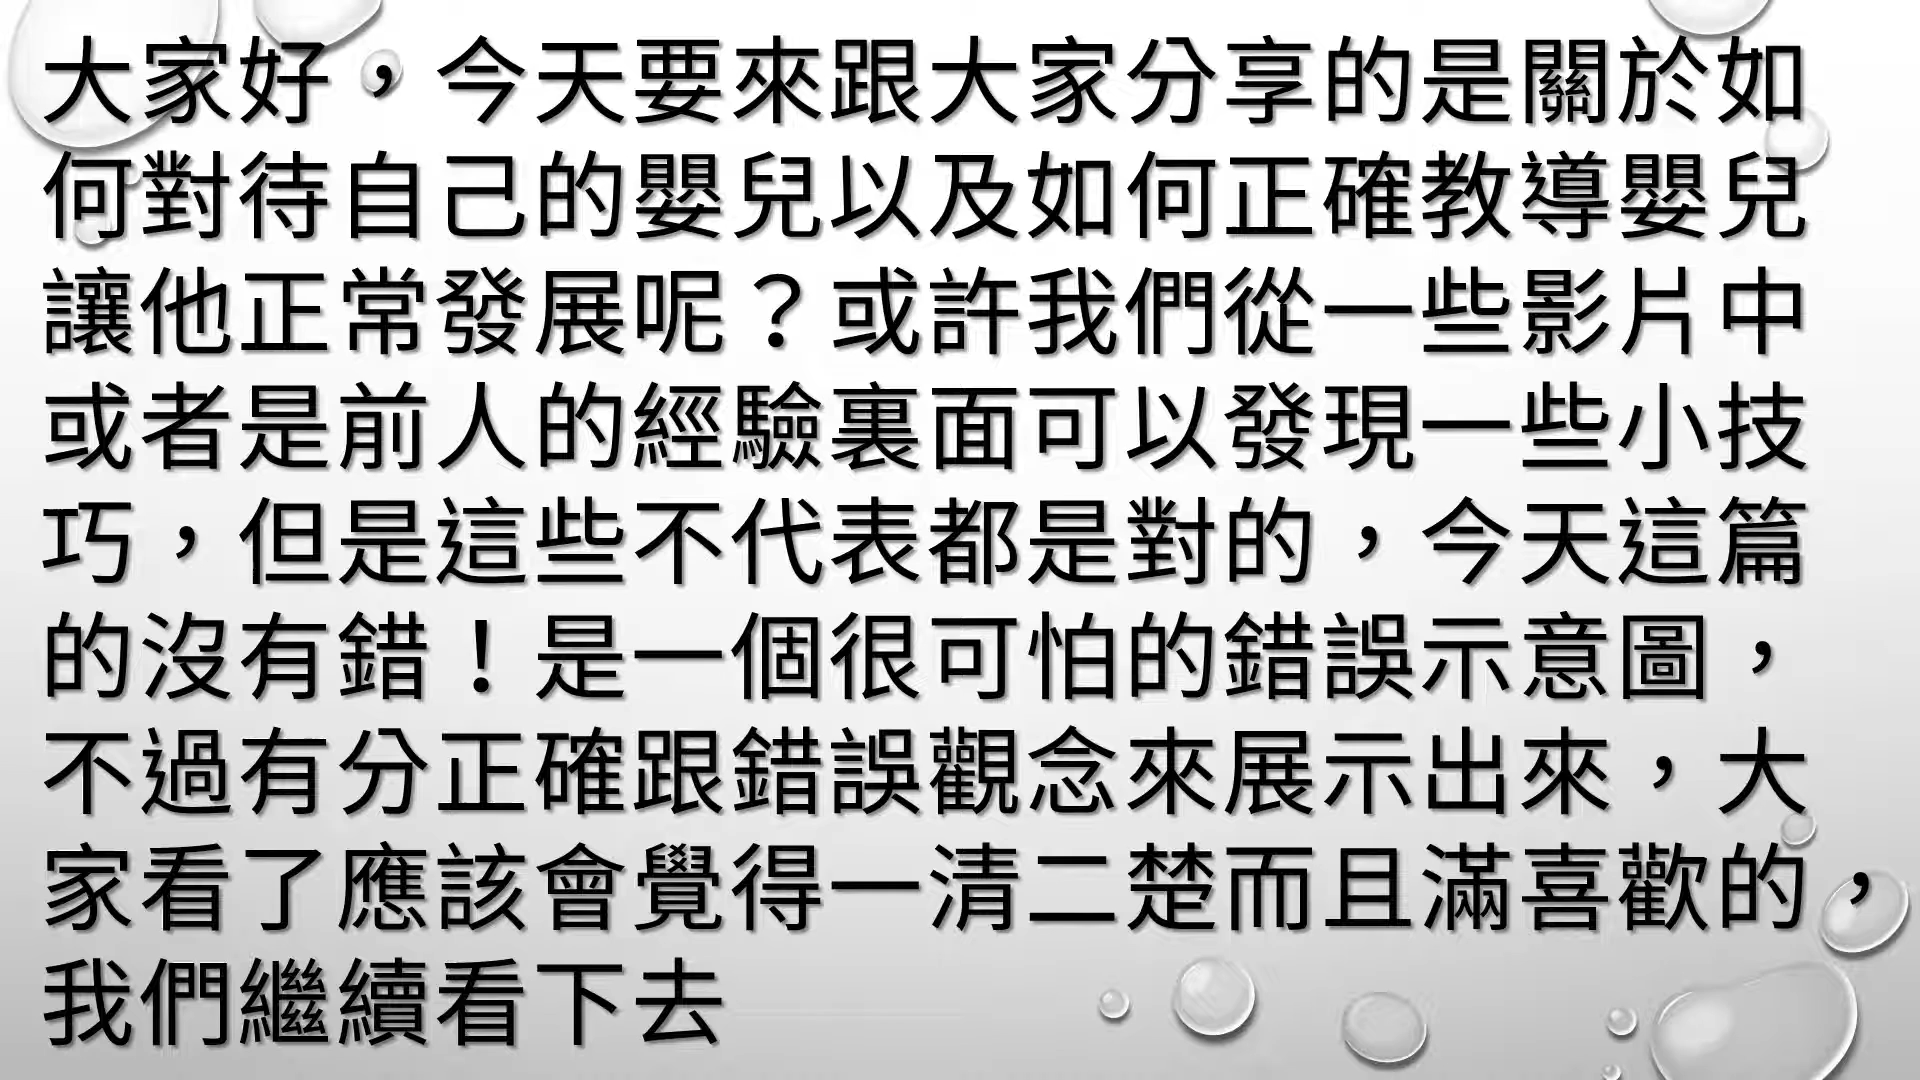 大家好，今天要來跟大家分享的是關於如
何對待自己的嬰兒以及如何正確教導嬰兒
讓他正常發展呢？或許我們從一些影片中
或者是前人的經驗裏面可以發現一些小技
巧，但是這些不代表都是對的，今天這篇
的沒有錯！是一個很可怕的錯誤示意圖，
不過有分正確跟錯誤觀念來展示出來，大
家看了應該會覺得一清二楚而且滿喜歡的，
我們繼續看下去